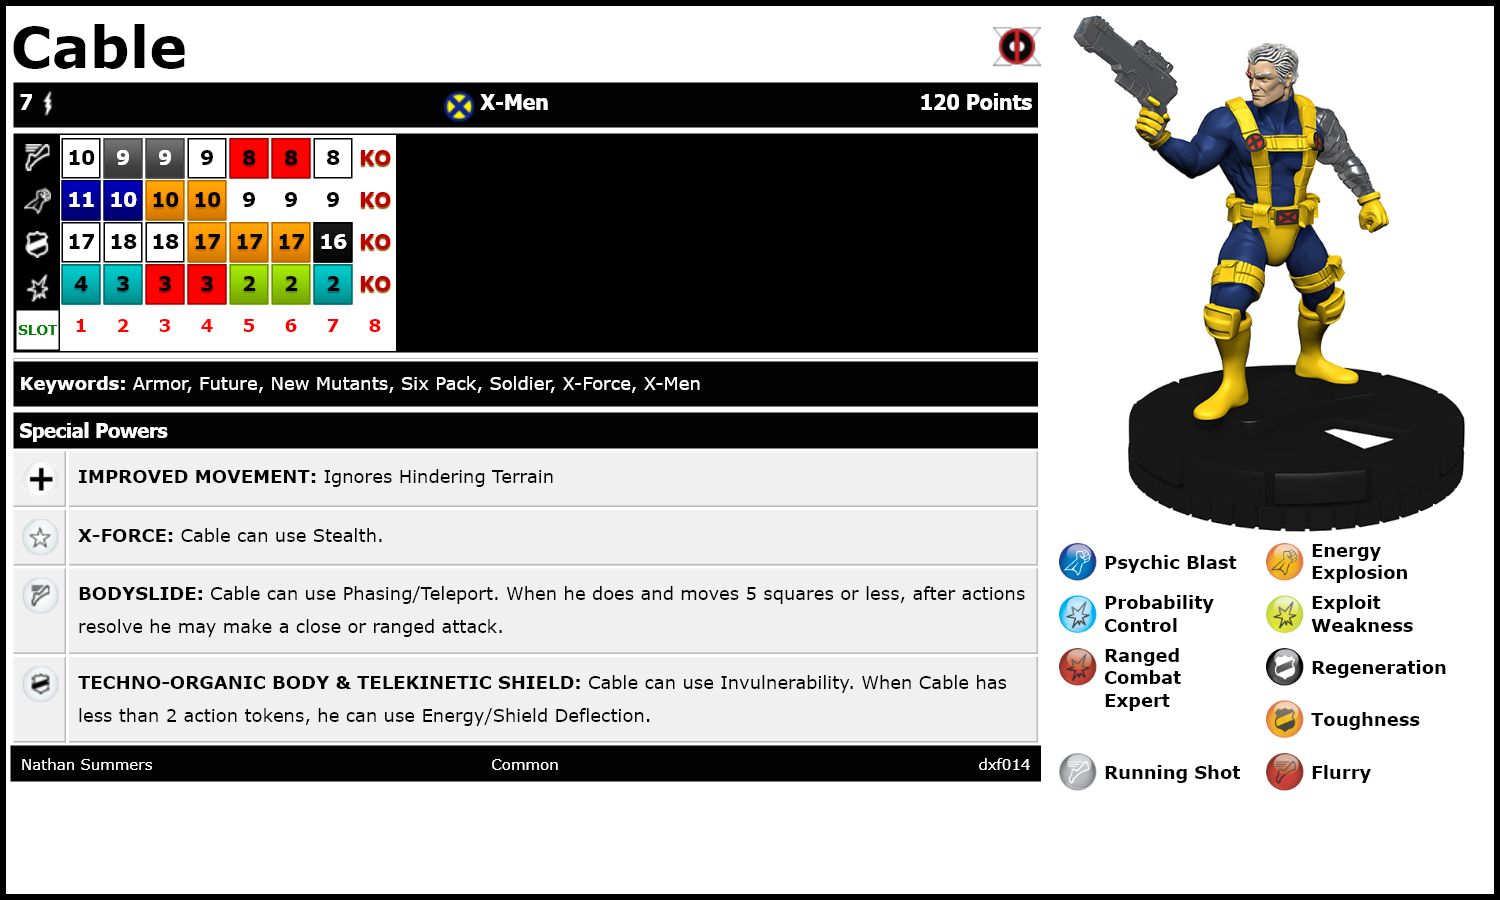 Cable
7 X-Men 120 Points
10 9 9 9 8 8 8 KO
11 10 10 10 9 9 9 KO
17 18 18 17 17 17 16 KO
4 3 3 3 2 2 2 KO
SLOT 1 2 3 4 5 6 7 8
Keywords: Armor, Future, New Mutants, Six Pack, Soldier, X-Force, X-Men
Special Powers
IMPROVED MOVEMENT: Ignores Hindering Terrain
X-FORCE: Cable can use Stealth.
BODYSLIDE: Cable can use Phasing/Teleport. When he does and moves 5 squares or less, after actions
resolve he may make a close or ranged attack.
TECHNO-ORGANIC BODY & TELEKINETIC SHIELD: Cable can use Invulnerability. When Cable has
less than 2 action tokens, he can use Energy/Shield Deflection.
Nathan Summers Common dxf014
Psychic Blast
Energy
Explosion
Probability
Control
Exploit
Weakness
Ranged
Combat
Expert
Regeneration
Toughness
Running Shot
Flurry